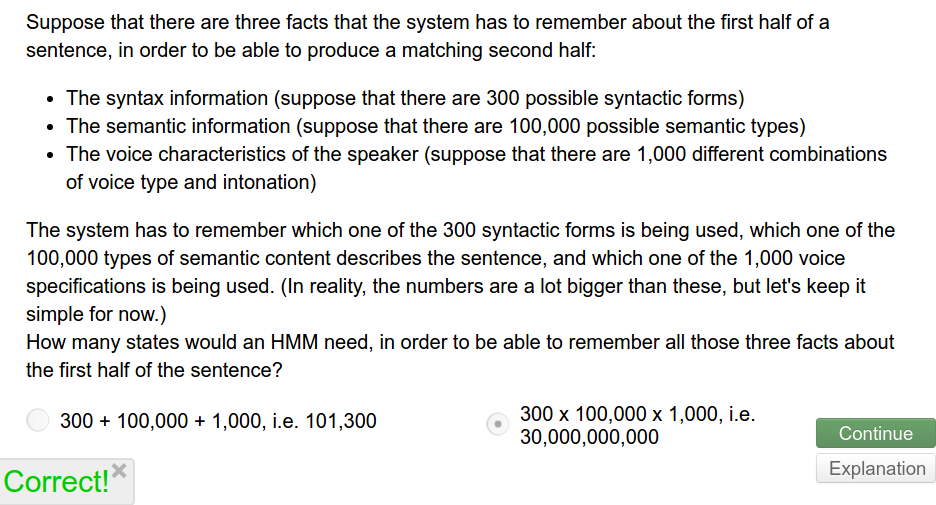 Suppose that there are three facts that the system has to remember about the first half of a
sentence, in order to be able to produce a matching second half:
• The syntax information (suppose that there are 300 possible syntactic forms)
• The semantic information (suppose that there are 100,000 possible semantic types)
• The voice characteristics of the speaker (suppose that there are 1,000 different combinations
of voice type and intonation)
The system has to remember which one of the 300 syntactic forms is being used, which one of the
100,000 types of semantic content describes the sentence, and which one of the 1,000 voice
specifications is being used. (In reality, the numbers are a lot bigger than these, but let's keep it
simple for now.)
How many states would an HMM need, in order to be able to remember all those three facts about
the first half of the sentence?
300 + 100,000 + 1,000, i.e. 101,300
300 x 100,000 x 1,000, i.e.
30,000,000,000
Continue
Explanation
Correct!